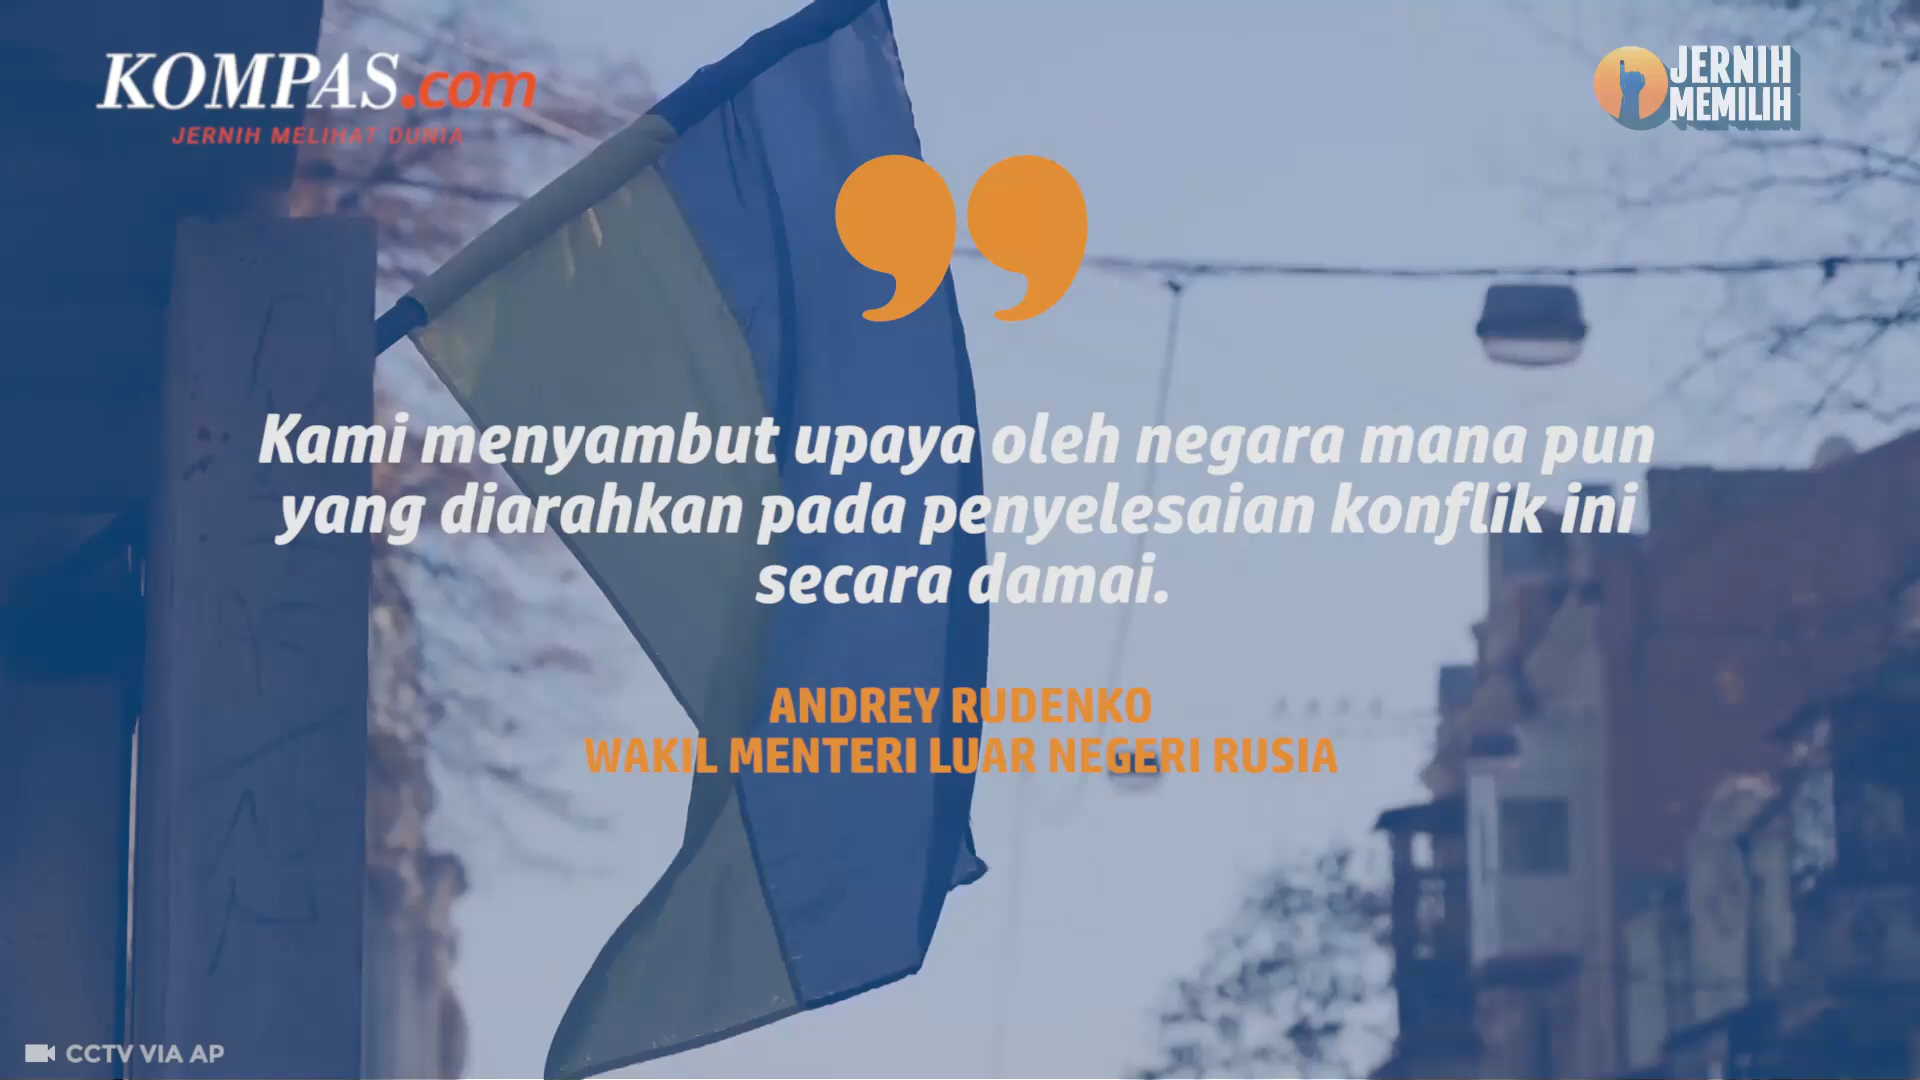 KOMPAS.com
JERNIH MELIHAT DUNIA
JERNIH
MEMILIH
Kami menyambut upaya oleh negara mana pun
yang diarahkan pada penyelesaian konflik ini
secara damai.
ANDREY RUDENKO
WAKIL MENTERI LUAR NEGERI RUSIA
CCTV VIA AP